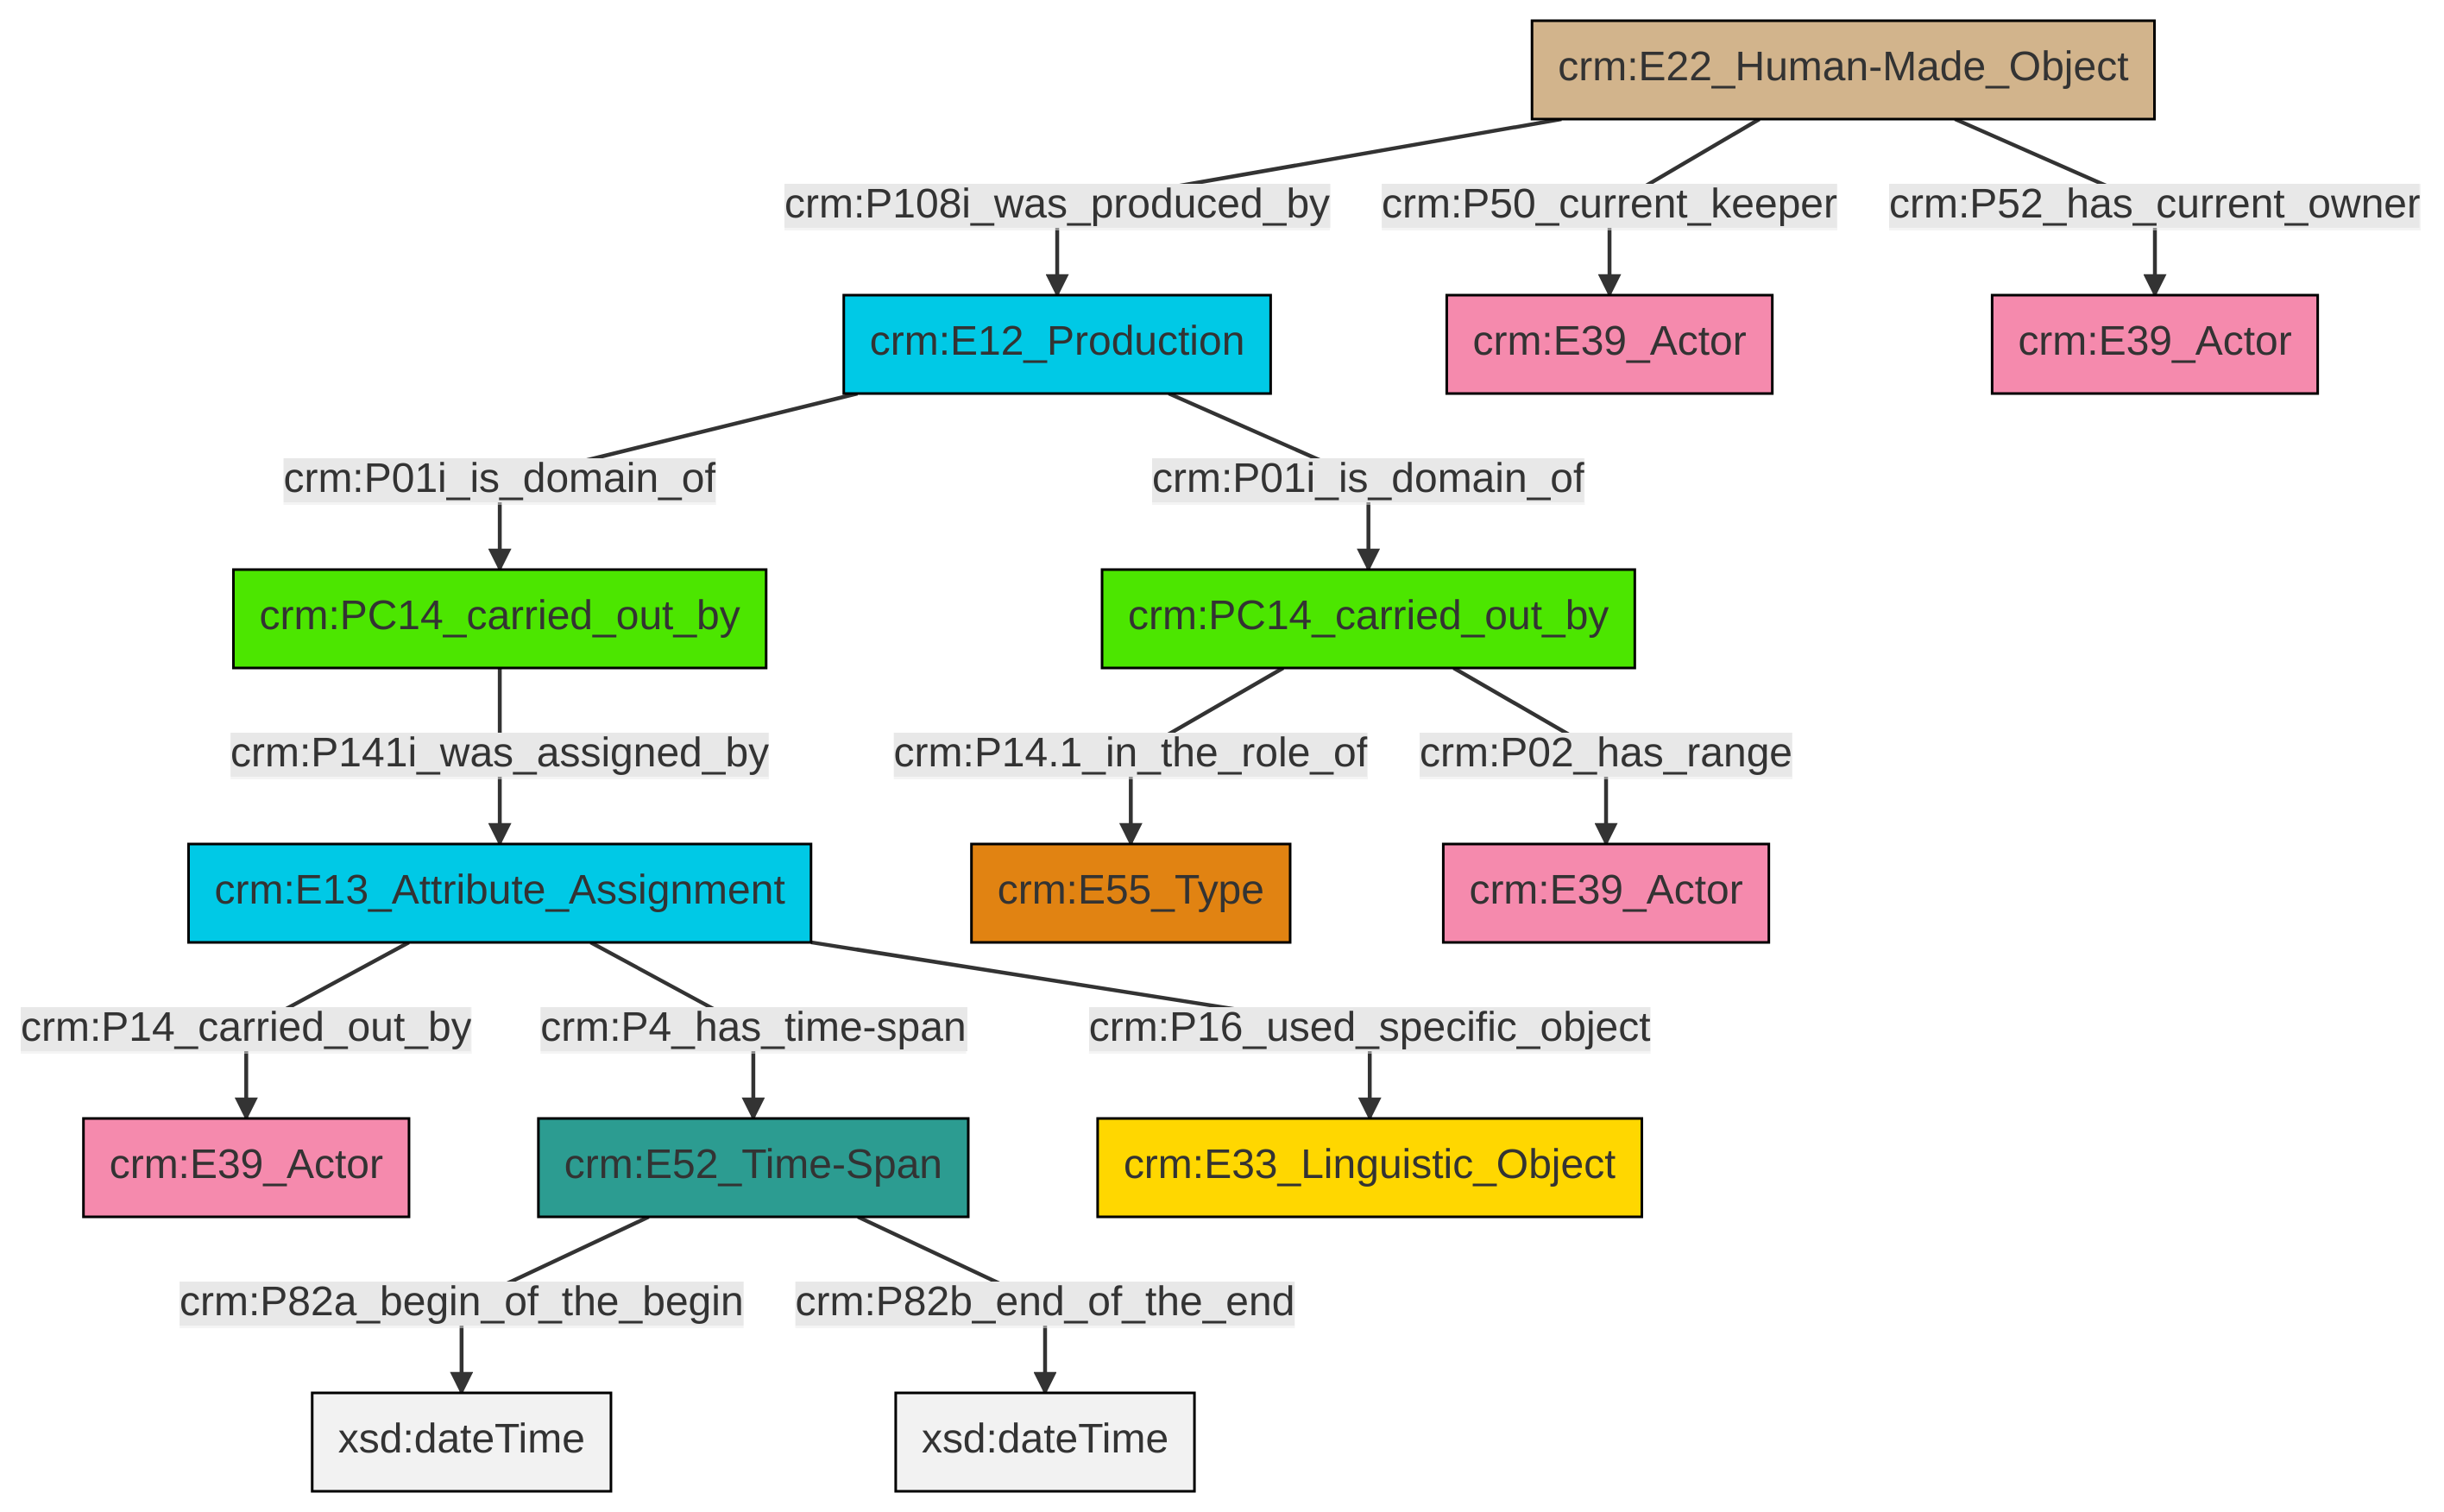 crm:E22_Human-Made_Object
crm:P108i_was_produced_by
crm:P50_current_keeper
crm:P52_has_current_owner
crm:E12_Production
crm:E39_Actor
crm:E39_Actor
crm:P01i_is_domain_of
crm:P01i_is_domain_of
crm:PC14_carried_out_by
crm:PC14_carried_out_by
crm:P141i_was_assigned_by
crm:P14.1_in_the_role_of
crm:P02_has_range
crm:E13_Attribute_Assignment
crm:E55_Type
crm:E39_Actor
crm:P14_carried_out_by
crm:P4_has_time-span
crm:P16_used_specific_object
crm:E39_Actor
crm:E52_Time-Span
crm:E33_Linguistic_Object
crm:P82a_begin_of_the_begin
crm:P82b_end_of_the_end
xsd:dateTime
xsd:dateTime